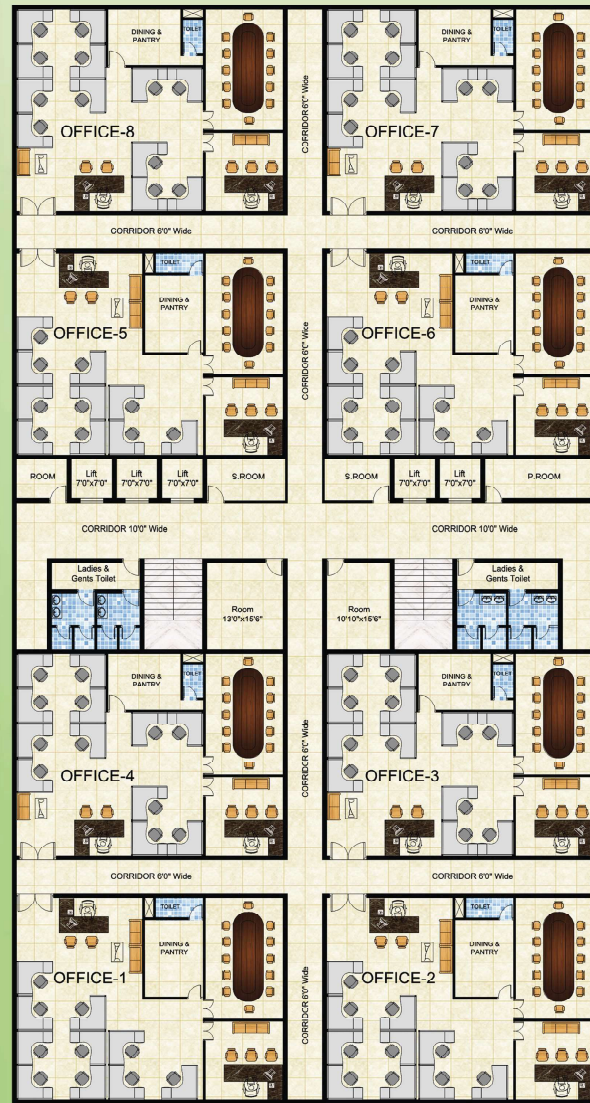 DINING &
PANTRY
TOILET
OFFICE-8
CORRIDOR 6'0" Wide
DINING &
PANTRY
TOILET
OFFICE-7
CORRIDOR 6'0" Wide
CORRIDOR 6'0" Wide
TOILET
DINING &
PANTRY
OFFICE-5
CORRIDOR 6'0" Wide
TOILET
DINING &
PANTRY
OFFICE-6
ROOM
Lift
7'0"x7'0"
Lift
7'0"x7'0"
Lift
7'0"x7'0"
S.ROOM
S.ROOM
Lift
7'0"x7'0"
Lift
7'0"x7'0"
P.ROOM
CORRIDOR 10'0" Wide
CORRIDOR 10'0" Wide
Ladies &
Gents Toilet
Room
13'0"x15'6"
Room
10'10"x15'6"
Ladies &
Gents Toilet
DINING &
PANTRY
TOILET
OFFICE-4
CORRIDOR 6'0" Wide
DINING &
PANTRY
TOILET
OFFICE-3
CORRIDOR 6'0" Wide
CORRIDOR 6'0" Wide
TOILET
DINING &
PANTRY
OFFICE-1
CORRIDOR 6'0" Wide
TOILET
DINING &
PANTRY
OFFICE-2